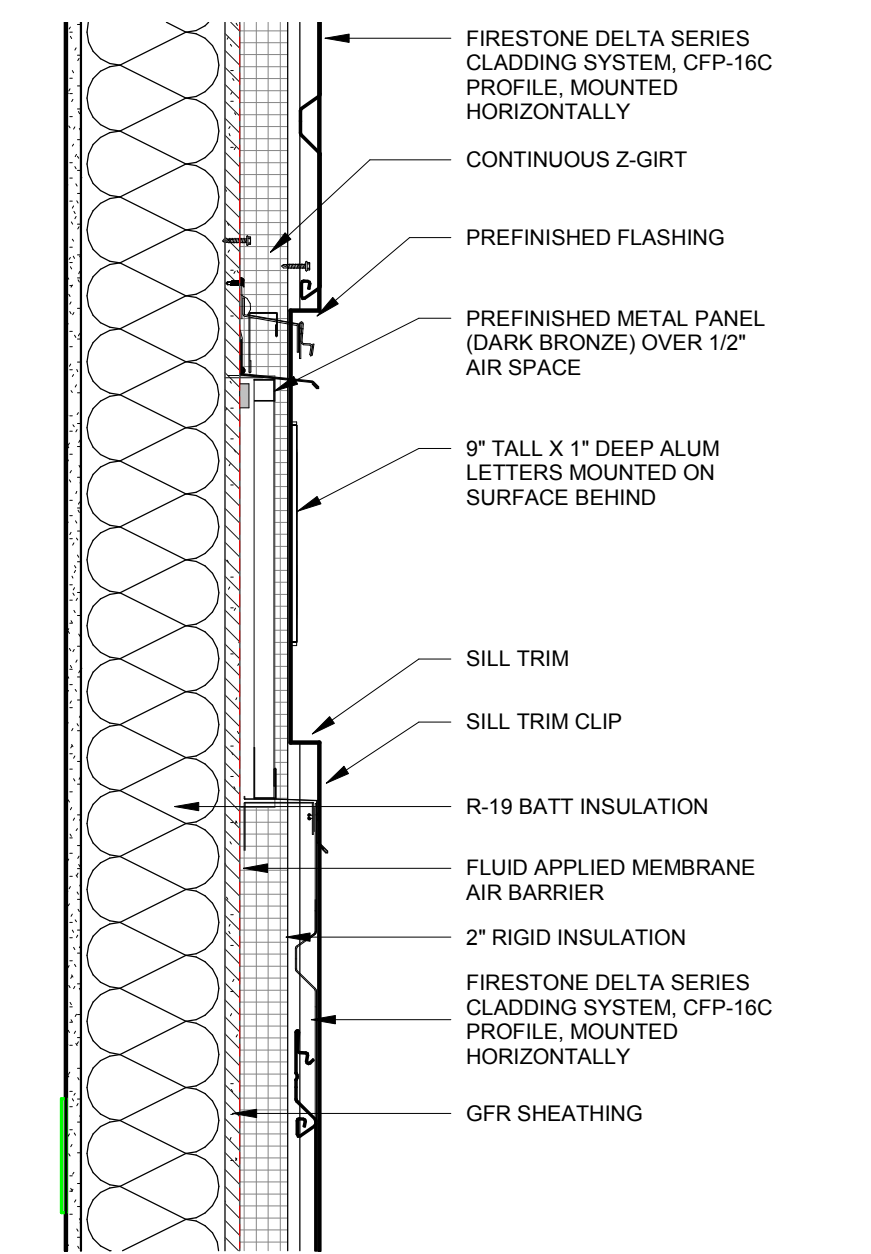 FIRESTONE DELTA SERIES
CLADDING SYSTEM, CFP-16C
PROFILE, MOUNTED
HORIZONTALLY
CONTINUOUS Z-GIRT
PREFINISHED FLASHING
PREFINISHED METAL PANEL
(DARK BRONZE) OVER 1/2"
AIR SPACE
9" TALL X 1" DEEP ALUM
LETTERS MOUNTED ON
SURFACE BEHIND
SILL TRIM
SILL TRIM CLIP
R-19 BATT INSULATION
FLUID APPLIED MEMBRANE
AIR BARRIER
2" RIGID INSULATION
FIRESTONE DELTA SERIES
CLADDING SYSTEM, CFP-16C
PROFILE, MOUNTED
HORIZONTALLY
GFR SHEATHING